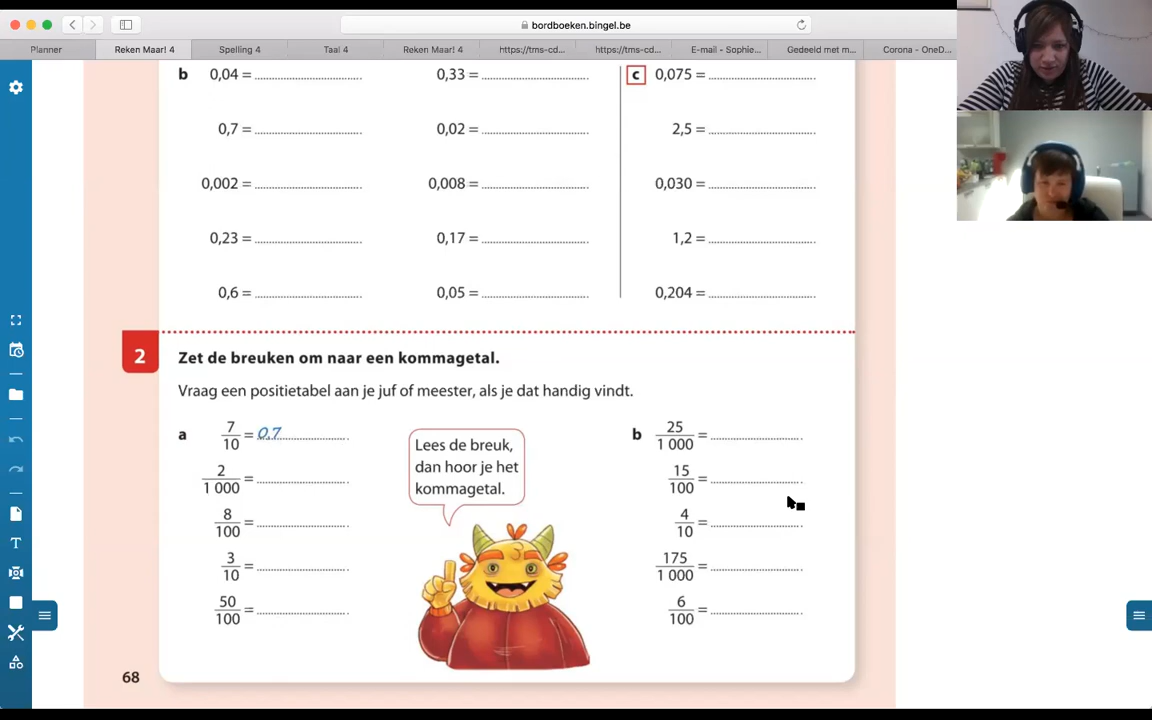 bordboeken.bingel.be
Planner
Reken Maar! 4
Spelling 4
Taal 4
Reken Maar! 4
https://tms-cd...
https://tms-cd...
E-mail - Sophie...
Gedeeld met m...
Corona - OneD...
b 0,04 = 0,33 = c 0,075 =
0,7 = 0,02 = 2,5 =
0,002 = 0,008 = 0,030 =
0,23 = 0,17 = 1,2 =
0,6 = 0,05 = 0,204 =
2 Zet de breuken om naar een kommagetal.
Vraag een positietabel aan je juf of meester, als je dat handig vindt.
a 7/10 = 0,7
2/1 000 =
8/100 =
3/10 =
50/100 =
Lees de breuk,
dan hoor je het
kommagetal.
b 25/1 000 =
15/100 =
4/10 =
175/1 000 =
6/100 =
68
T